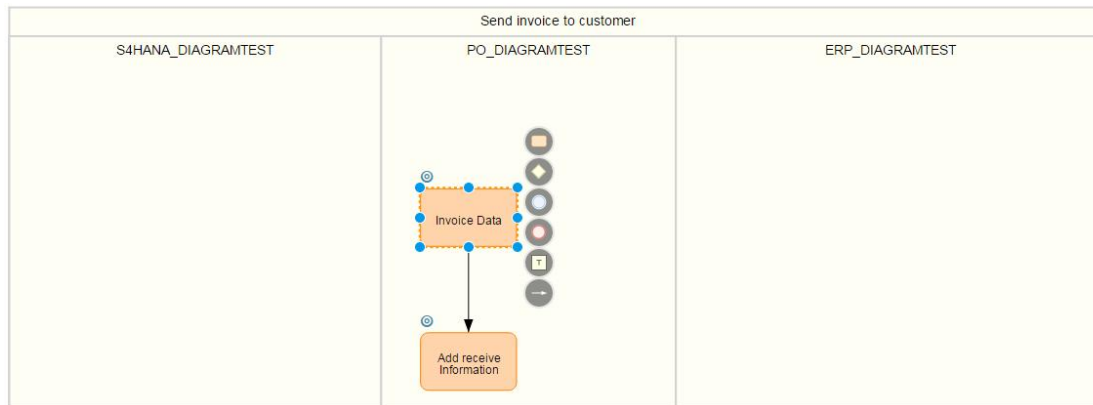 Send invoice to customer
S4HANA_DIAGRAMTEST
PO_DIAGRAMTEST
ERP_DIAGRAMTEST
Invoice Data
T
Add receive
Information